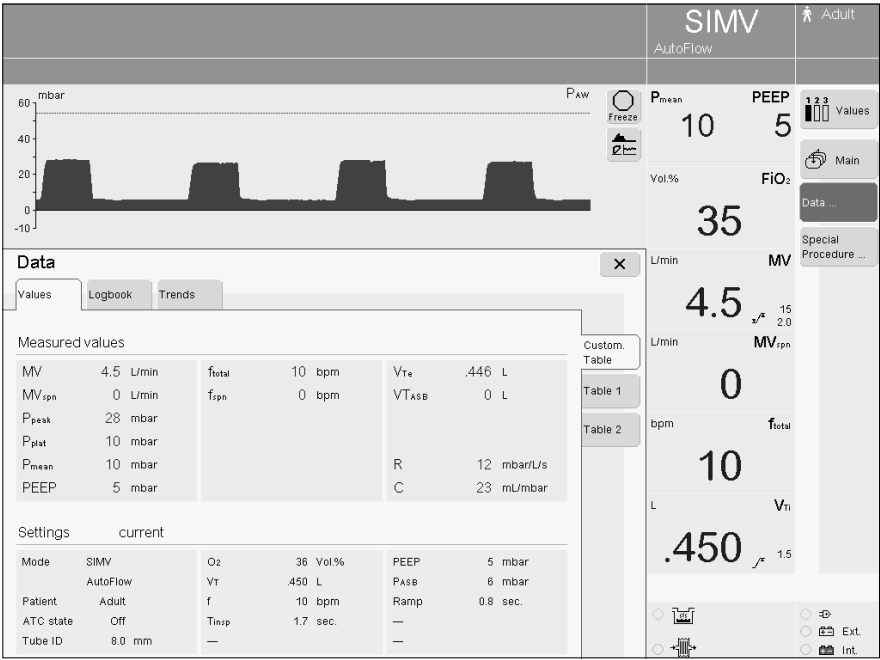 SIMV
AutoFlow
Adult
mbar
PAW
60
40
20
0
-10
Freeze
Pmean PEEP
10 5
Vol.% FiO2
35
L/min MV
4.5 15
2.0
L/min MVspn
0
bpm ftotal
10
L VTi
.450 1.5
1 2 3
Values
Main
Data ...
Special
Procedure ...
Ext.
Int.
Data
Values Logbook Trends
Custom.
Table
Table 1
Table 2
Measured values
MV 4.5 L/min ftotal 10 bpm VTe .446 L
MVspn 0 L/min fspn 0 bpm VTASB 0 L
Ppeak 28 mbar
Pplat 10 mbar
Pmean 10 mbar R 12 mbar/L/s
PEEP 5 mbar C 23 mL/mbar
Settings current
Mode SIMV O2 36 Vol.% PEEP 5 mbar
AutoFlow VT .450 L PASB 6 mbar
Patient Adult f 10 bpm Ramp 0.8 sec.
ATC state Off Tinsp 1.7 sec. —
Tube ID 8.0 mm — —